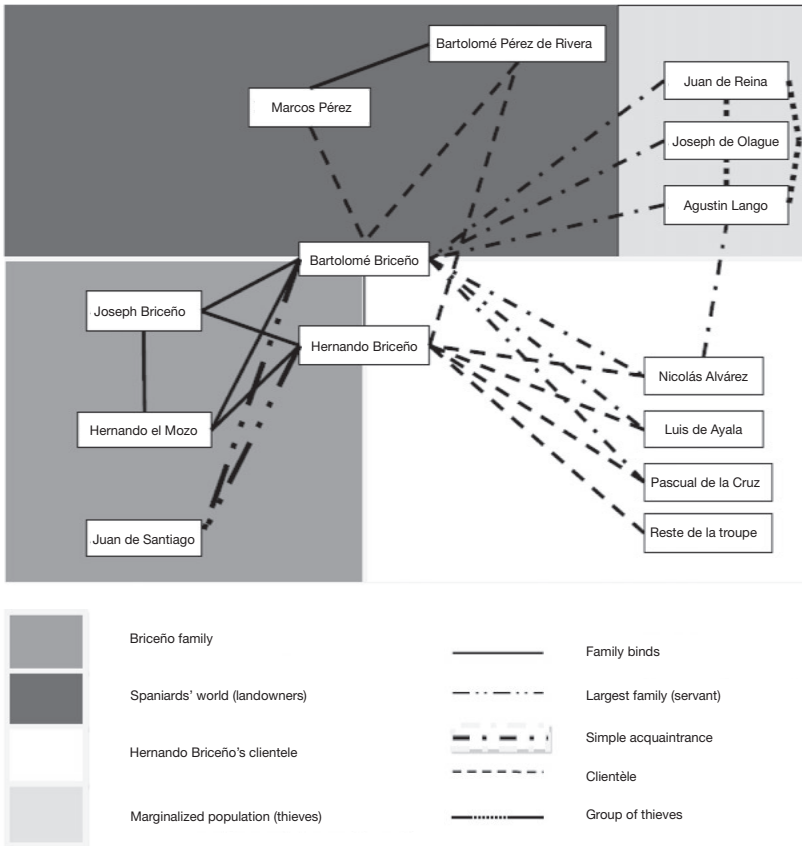 Bartolomé Pérez de Rivera
Juan de Reina
Marcos Pérez
Joseph de Olague
Agustin Lango
Bartolomé Briceño
Joseph Briceño
Hernando Briceño
Nicolás Alvárez
Hernando el Mozo
Luis de Ayala
Pascual de la Cruz
Juan de Santiago
Reste de la troupe
Briceño family
Spaniards' world (landowners)
Hernando Briceño's clientele
Marginalized population (thieves)
Family binds
Largest family (servant)
Simple acquaintrance
Clientèle
Group of thieves